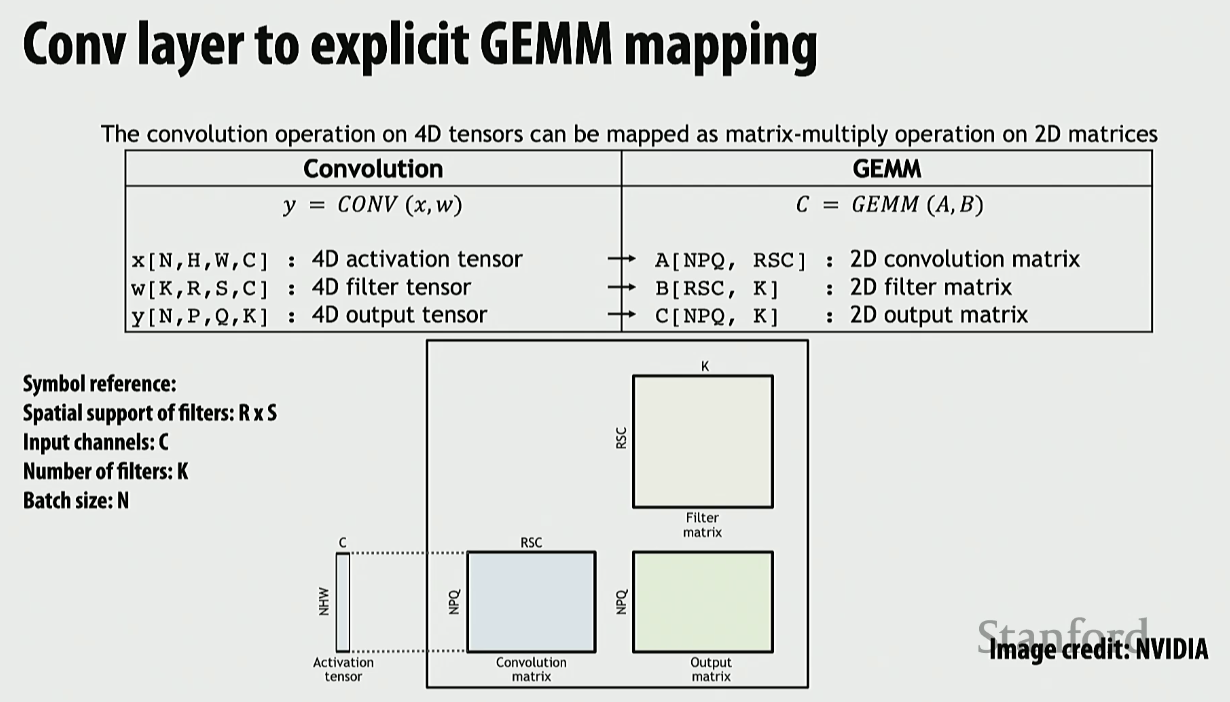 Conv layer to explicit GEMM mapping
The convolution operation on 4D tensors can be mapped as matrix-multiply operation on 2D matrices
Convolution GEMM
y = CONV (x, w) C = GEMM (A, B)
x[N,H,W,C] : 4D activation tensor → A[NPQ, RSC] : 2D convolution matrix
w[K,R,S,C] : 4D filter tensor → B[RSC, K] : 2D filter matrix
y[N,P,Q,K] : 4D output tensor → C[NPQ, K] : 2D output matrix
Symbol reference:
Spatial support of filters: R x S
Input channels: C
Number of filters: K
Batch size: N
K
RSC
Filter
matrix
C
RSC
NHW
NPQ
NPQ
Activation
tensor
Convolution
matrix
Output
matrix
Stanford
Image credit: NVIDIA